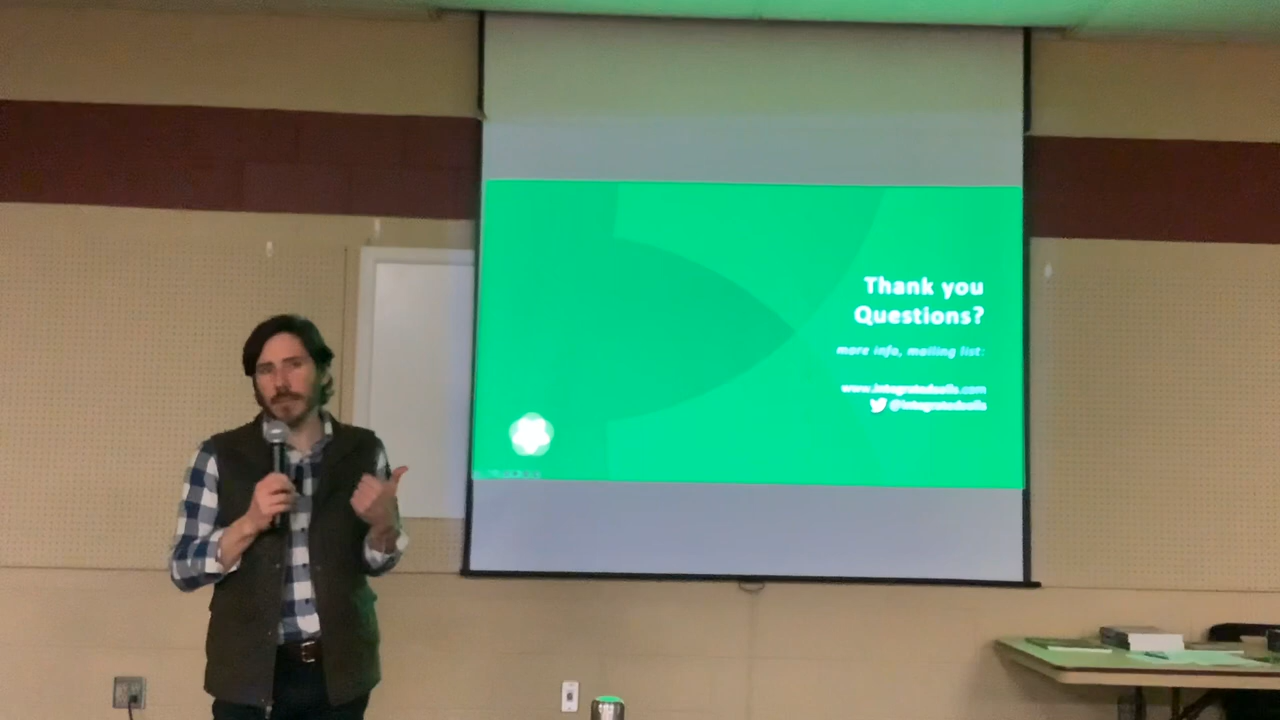 Thank you
Questions?
more info, mailing list:
www.integratedsoils.com
@integratedsoils